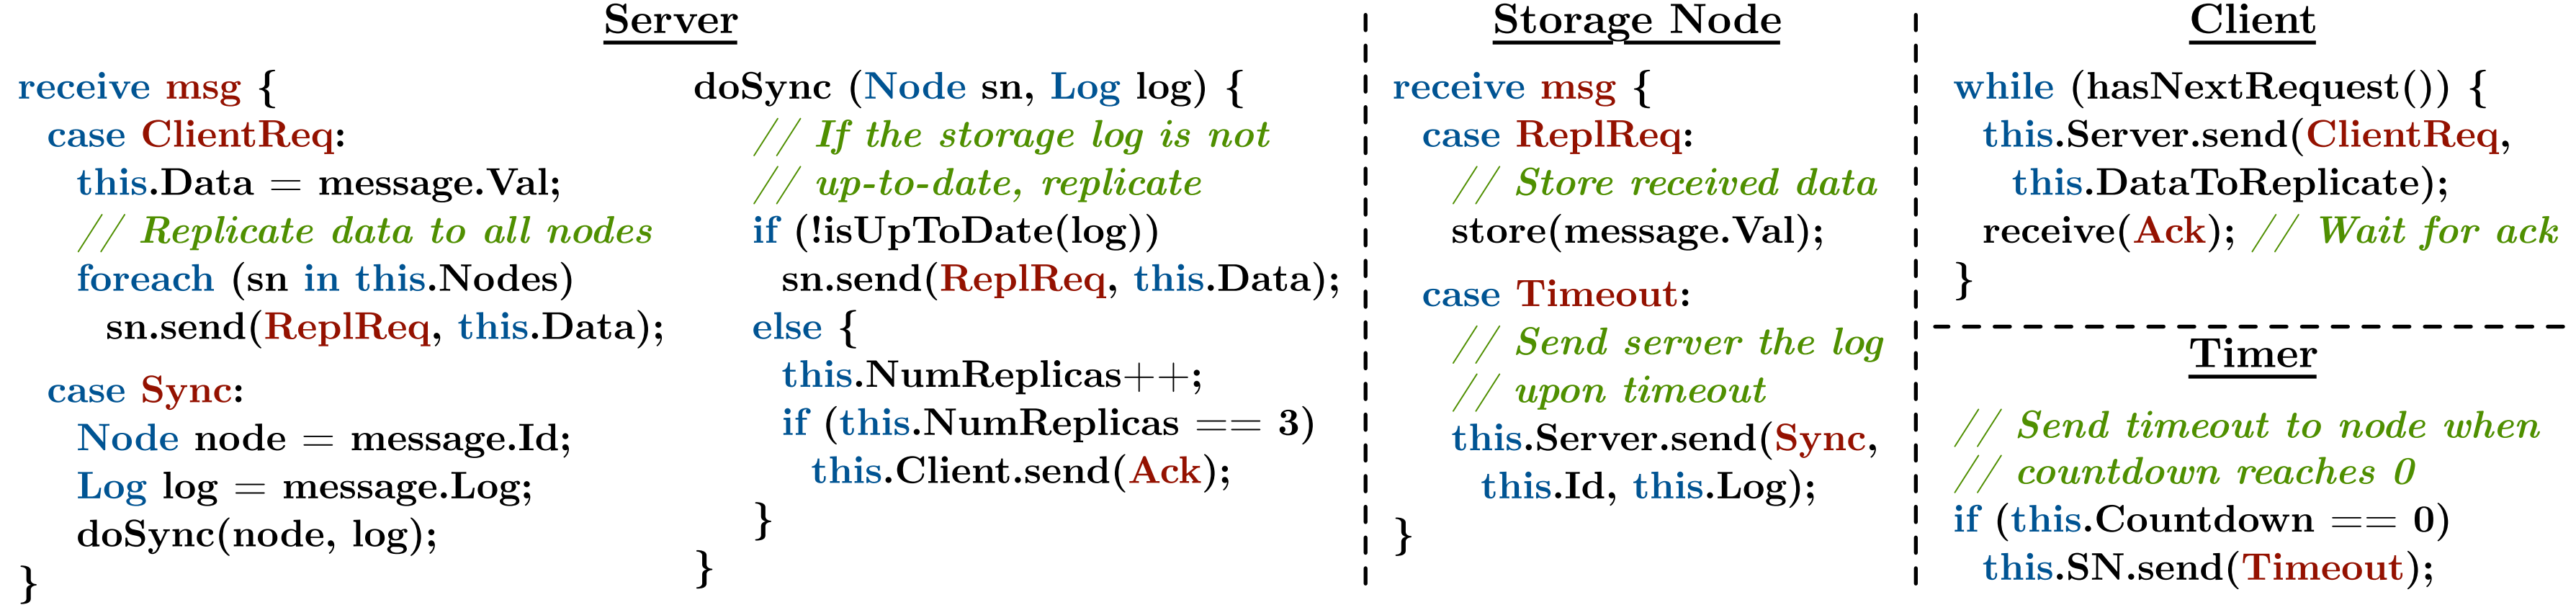 Server
receive msg {
case ClientReq:
this.Data = message.Val;
// Replicate data to all nodes
foreach (sn in this.Nodes)
sn.send(ReplReq, this.Data);
case Sync:
Node node = message.Id;
Log log = message.Log;
doSync(node, log);
}
doSync (Node sn, Log log) {
// If the storage log is not
// up-to-date, replicate
if (!isUpToDate(log))
sn.send(ReplReq, this.Data);
else {
this.NumReplicas++;
if (this.NumReplicas == 3)
this.Client.send(Ack);
}
}
Storage Node
receive msg {
case ReplReq:
// Store received data
store(message.Val);
case Timeout:
// Send server the log
// upon timeout
this.Server.send(Sync,
this.Id, this.Log);
}
Client
while (hasNextRequest()) {
this.Server.send(ClientReq,
this.DataToReplicate);
receive(Ack); // Wait for ack
}
Timer
// Send timeout to node when
// countdown reaches 0
if (this.Countdown == 0)
this.SN.send(Timeout);